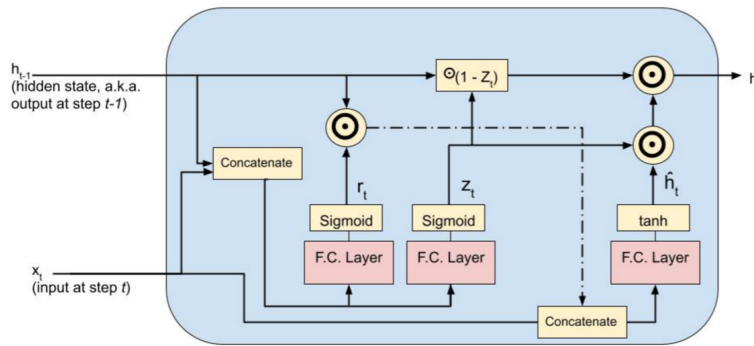 h_t-1
(hidden state, a.k.a.
output at step t-1)
⊙(1 - Z_t)
h
Concatenate
r_t
z_t
ĥ_t
Sigmoid
Sigmoid
tanh
F.C. Layer
F.C. Layer
F.C. Layer
x_t
(input at step t)
Concatenate